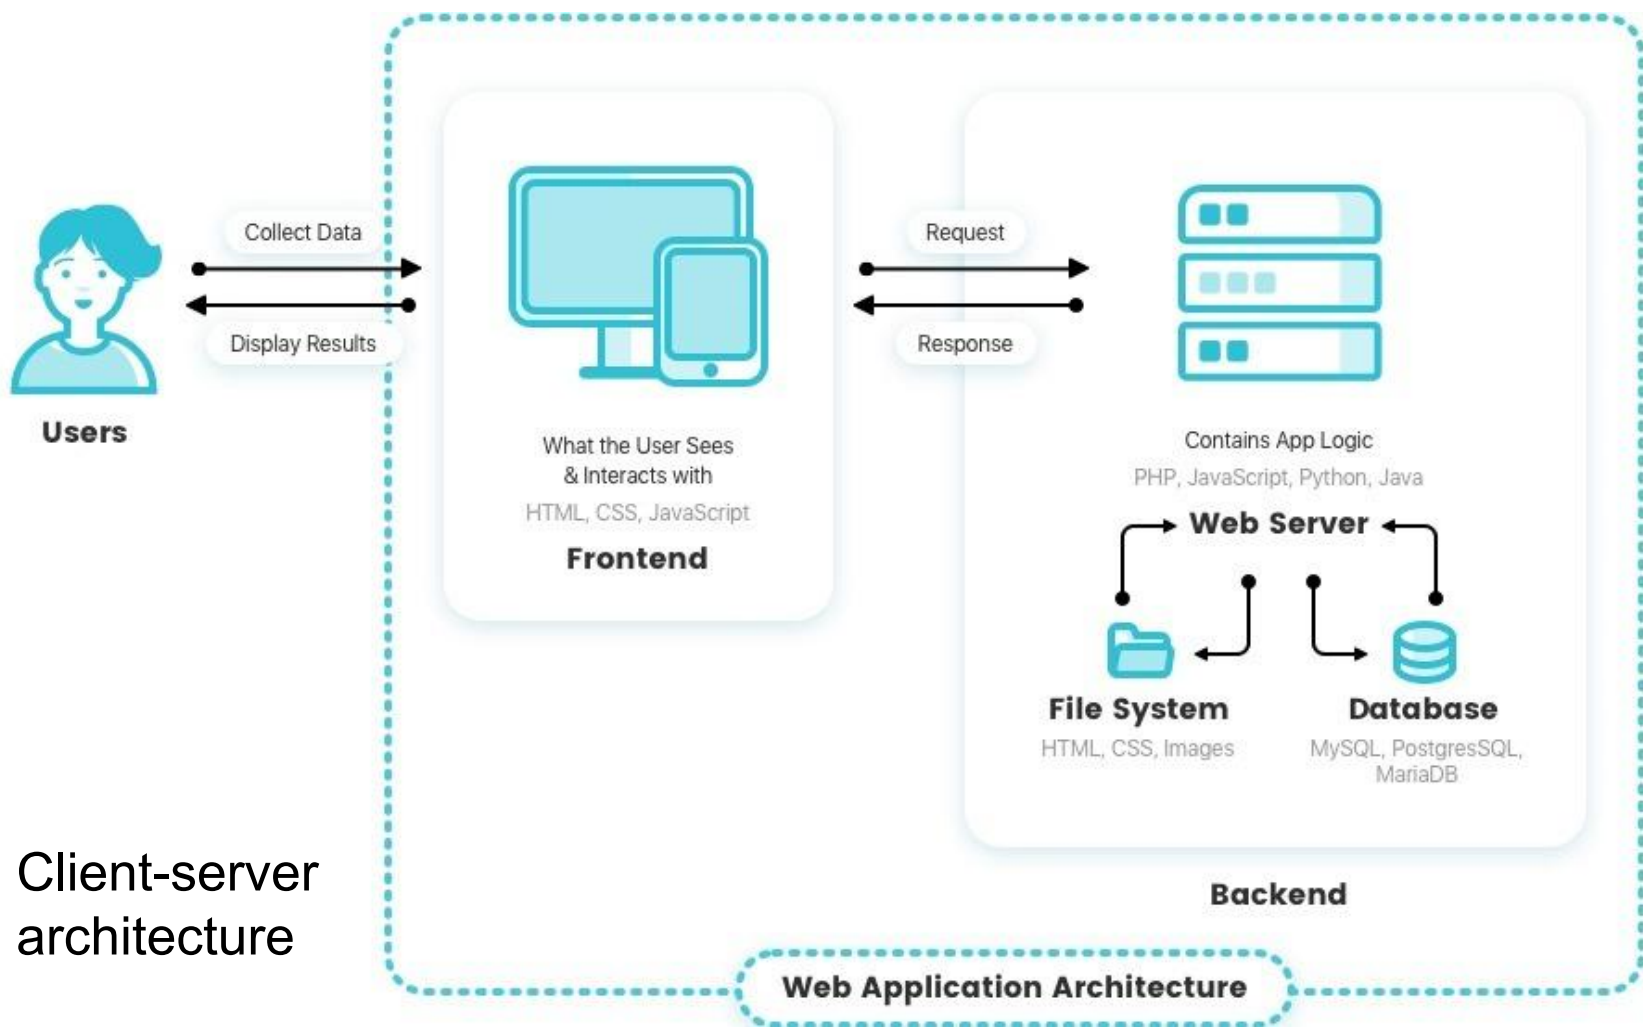 Collect Data
Display Results
Users
What the User Sees
& Interacts with
HTML, CSS, JavaScript
Frontend
Request
Response
Contains App Logic
PHP, JavaScript, Python, Java
Web Server
File System
HTML, CSS, Images
Database
MySQL, PostgresSQL,
MariaDB
Backend
Client-server
architecture
Web Application Architecture